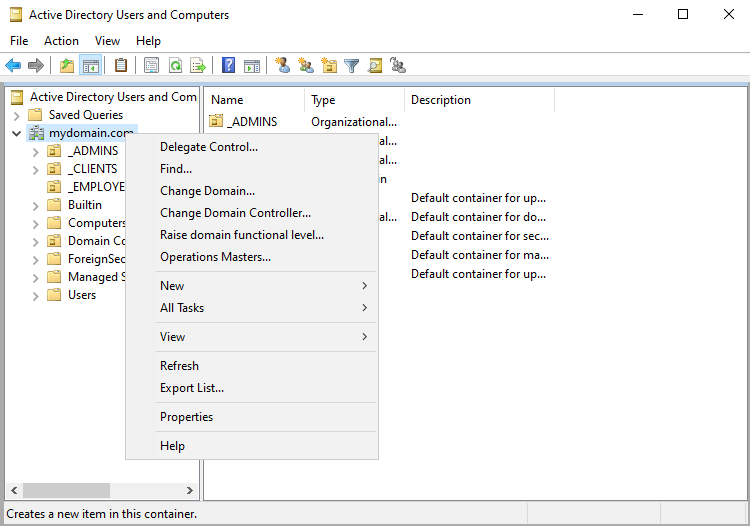 Active Directory Users and Computers
File Action View Help
Active Directory Users and Com
Saved Queries
mydomain.com
_ADMINS
_CLIENTS
_EMPLOYE
Builtin
Computers
Domain Co
ForeignSec
Managed S
Users
Name Type Description
_ADMINS Organizational...
al...
al...
in
Default container for up...
al... Default container for do...
Default container for sec...
Default container for ma...
Default container for up...
Delegate Control...
Find...
Change Domain...
Change Domain Controller...
Raise domain functional level...
Operations Masters...
New
All Tasks
View
Refresh
Export List...
Properties
Help
Creates a new item in this container.